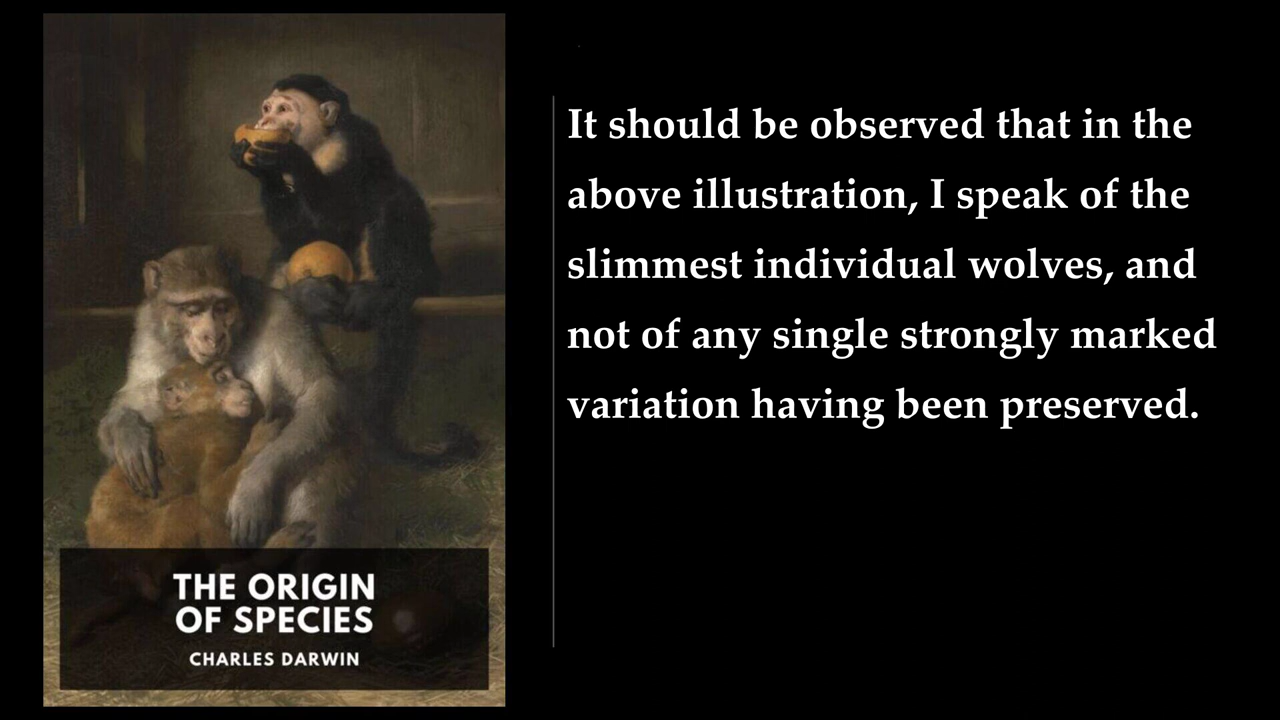 It should be observed that in the
above illustration, I speak of the
slimmest individual wolves, and
not of any single strongly marked
variation having been preserved.
THE ORIGIN
OF SPECIES
CHARLES DARWIN